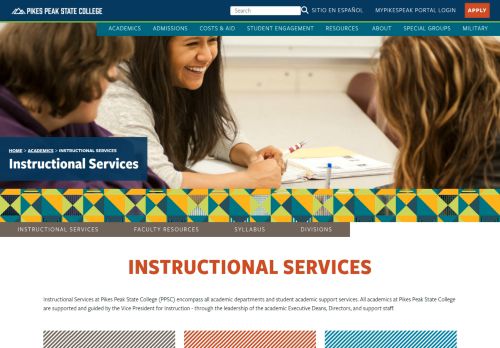 PIKES PEAK STATE COLLEGE
Search
SITIO EN ESPAÑOL
MYPIKESPEAK PORTAL LOGIN
APPLY
ACADEMICS ADMISSIONS COSTS & AID STUDENT ENGAGEMENT RESOURCES ABOUT SPECIAL GROUPS MILITARY
HOME > ACADEMICS > INSTRUCTIONAL SERVICES
Instructional Services
INSTRUCTIONAL SERVICES FACULTY RESOURCES SYLLABUS DIVISIONS
INSTRUCTIONAL SERVICES
Instructional Services at Pikes Peak State College (PPSC) encompass all academic departments and student academic support services. All academics at Pikes Peak State College
are supported and guided by the Vice President for Instruction - through the leadership of the academic Executive Deans, Directors, and support staff.